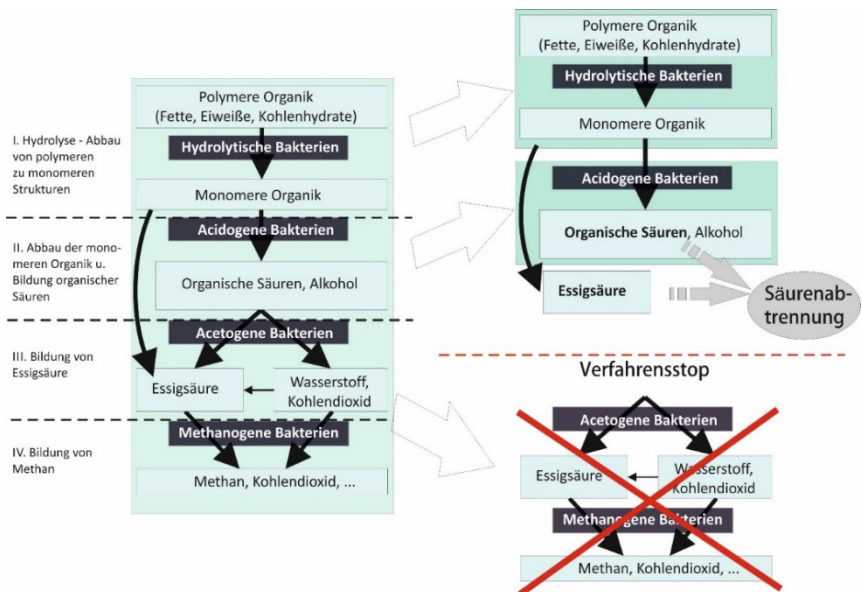 I. Hydrolyse - Abbau
von polymeren
zu monomeren
Strukturen
II. Abbau der mono-
meren Organik u.
Bildung organischer
Säuren
III. Bildung von
Essigsäure
IV. Bildung von
Methan
Polymere Organik
(Fette, Eiweiße, Kohlenhydrate)
Hydrolytische Bakterien
Monomere Organik
Acidogene Bakterien
Organische Säuren, Alkohol
Acetogene Bakterien
Essigsäure
Wasserstoff,
Kohlendioxid
Methanogene Bakterien
Methan, Kohlendioxid, ...
Polymere Organik
(Fette, Eiweiße, Kohlenhydrate)
Hydrolytische Bakterien
Monomere Organik
Acidogene Bakterien
Organische Säuren, Alkohol
Essigsäure
Säurenab-
trennung
Verfahrensstop
Acetogene Bakterien
Essigsäure
Wasserstoff,
Kohlendioxid
Methanogene Bakterien
Methan, Kohlendioxid, ...